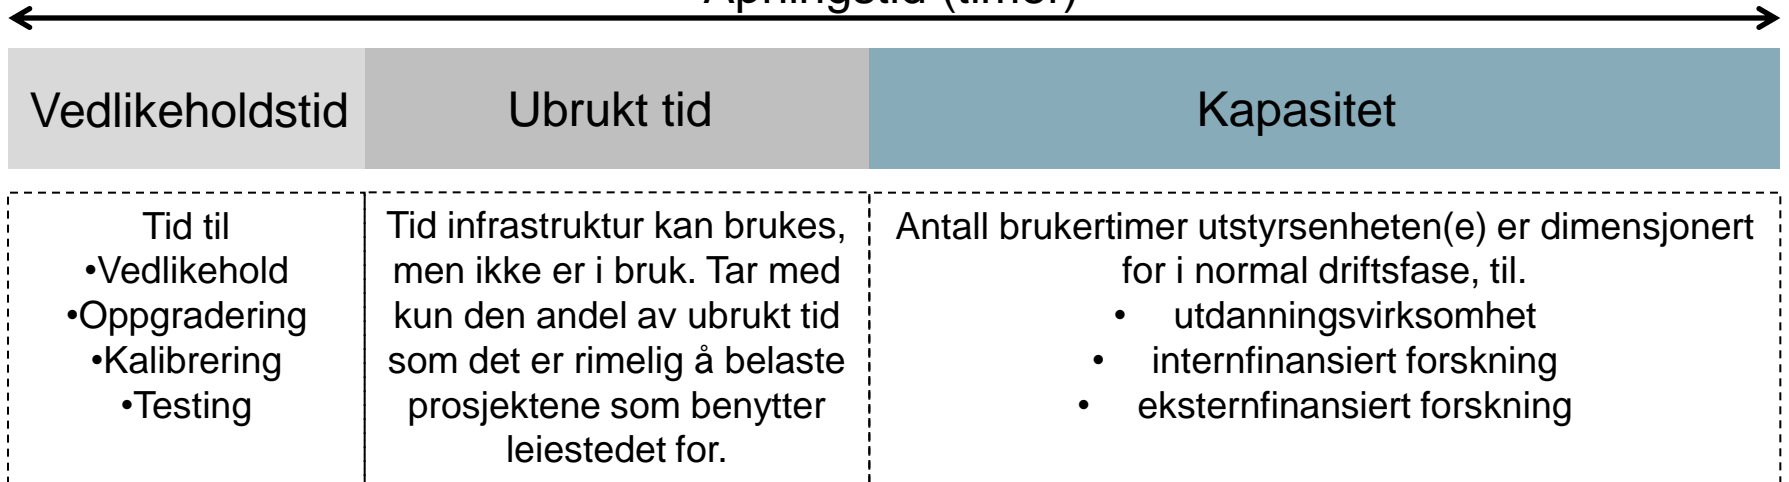 Åpningstid (timer)
Vedlikeholdstid
Ubrukt tid
Kapasitet
Tid til
•Vedlikehold
•Oppgradering
•Kalibrering
•Testing
Tid infrastruktur kan brukes,
men ikke er i bruk. Tar med
kun den andel av ubrukt tid
som det er rimelig å belaste
prosjektene som benytter
leiestedet for.
Antall brukertimer utstyrsenheten(e) er dimensjonert
for i normal driftsfase, til.
• utdanningsvirksomhet
• internfinansiert forskning
• eksternfinansiert forskning